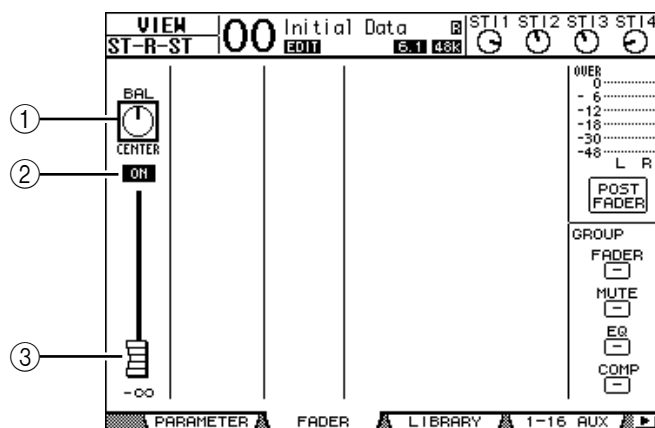 VIEW
ST-R-ST
00 Initial Data R
EDIT 6.1 48k
STI1 STI2 STI3 STI4
1
BAL
CENTER
2
ON
3
-∞
OVER
0
- 6
-12
-18
-30
-48
L R
POST
FADER
GROUP
FADER
-
MUTE
-
EQ
-
COMP
-
PARAMETER FADER LIBRARY 1-16 AUX